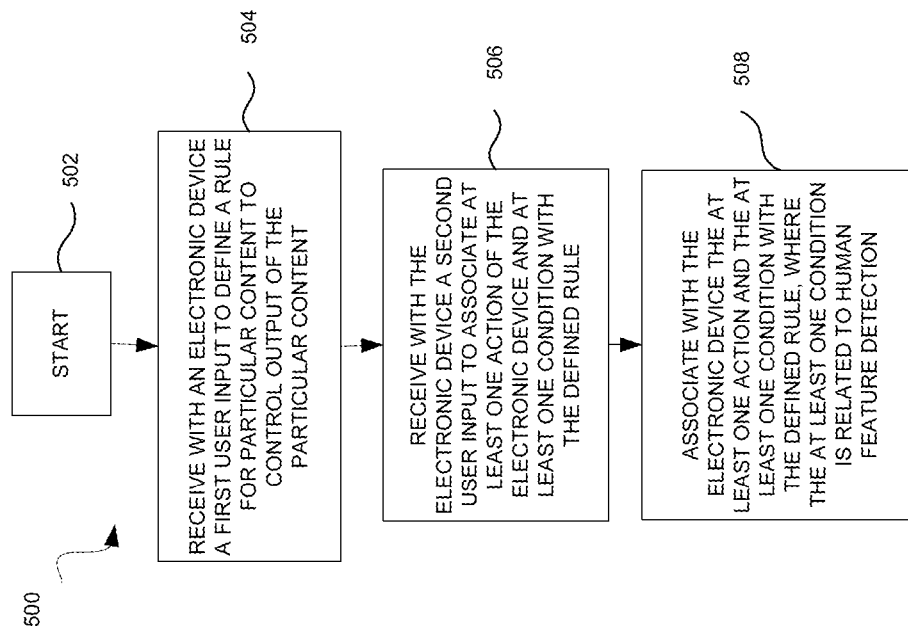 500
START
502
RECEIVE WITH AN ELECTRONIC DEVICE
A FIRST USER INPUT TO DEFINE A RULE
FOR PARTICULAR CONTENT TO
CONTROL OUTPUT OF THE
PARTICULAR CONTENT
504
RECEIVE WITH THE
ELECTRONIC DEVICE A SECOND
USER INPUT TO ASSOCIATE AT
LEAST ONE ACTION OF THE
ELECTRONIC DEVICE AND AT
LEAST ONE CONDITION WITH
THE DEFINED RULE
506
ASSOCIATE WITH THE
ELECTRONIC DEVICE THE AT
LEAST ONE ACTION AND THE AT
LEAST ONE CONDITION WITH
THE DEFINED RULE, WHERE
THE AT LEAST ONE CONDITION
IS RELATED TO HUMAN
FEATURE DETECTION
508